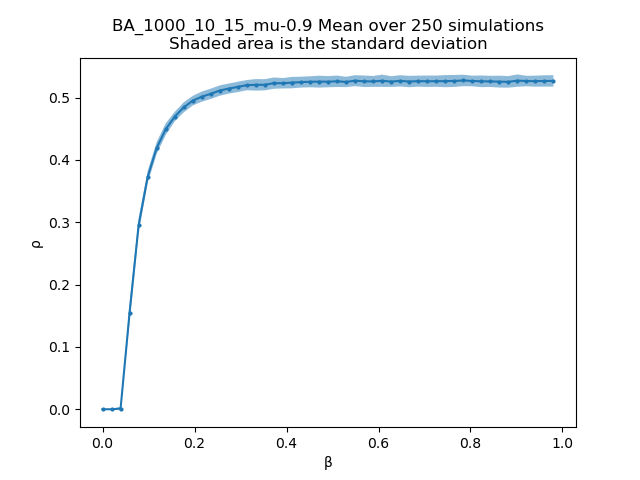 BA_1000_10_15_mu-0.9 Mean over 250 simulations
Shaded area is the standard deviation
0.5
0.4
0.3
0.2
0.1
0.0
ρ
0.0 0.2 0.4 0.6 0.8 1.0
β